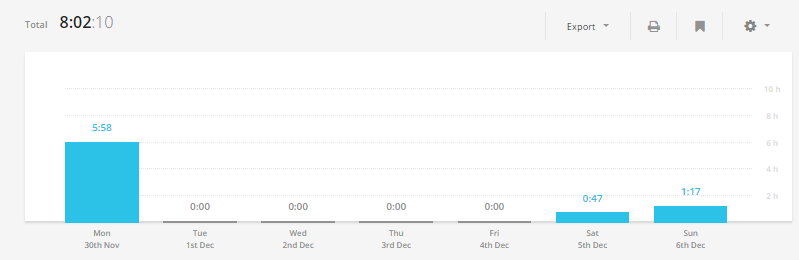 Total 8:02:10 Export
10 h
8 h
5:58
6 h
4 h
2 h
0:00 0:00 0:00 0:00 0:47 1:17
Mon Tue Wed Thu Fri Sat Sun
30th Nov 1st Dec 2nd Dec 3rd Dec 4th Dec 5th Dec 6th Dec